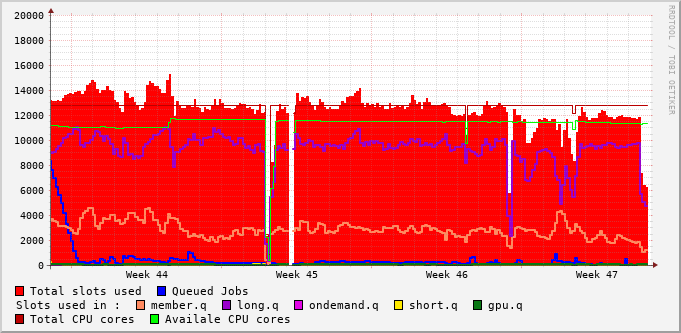 20000
18000
16000
14000
12000
10000
8000
6000
4000
2000
0
Week 44 Week 45 Week 46 Week 47
Total slots used Queued Jobs
Slots used in : member.q long.q ondemand.q short.q gpu.q
Total CPU cores Availale CPU cores
RRDTOOL / TOBI OETIKER